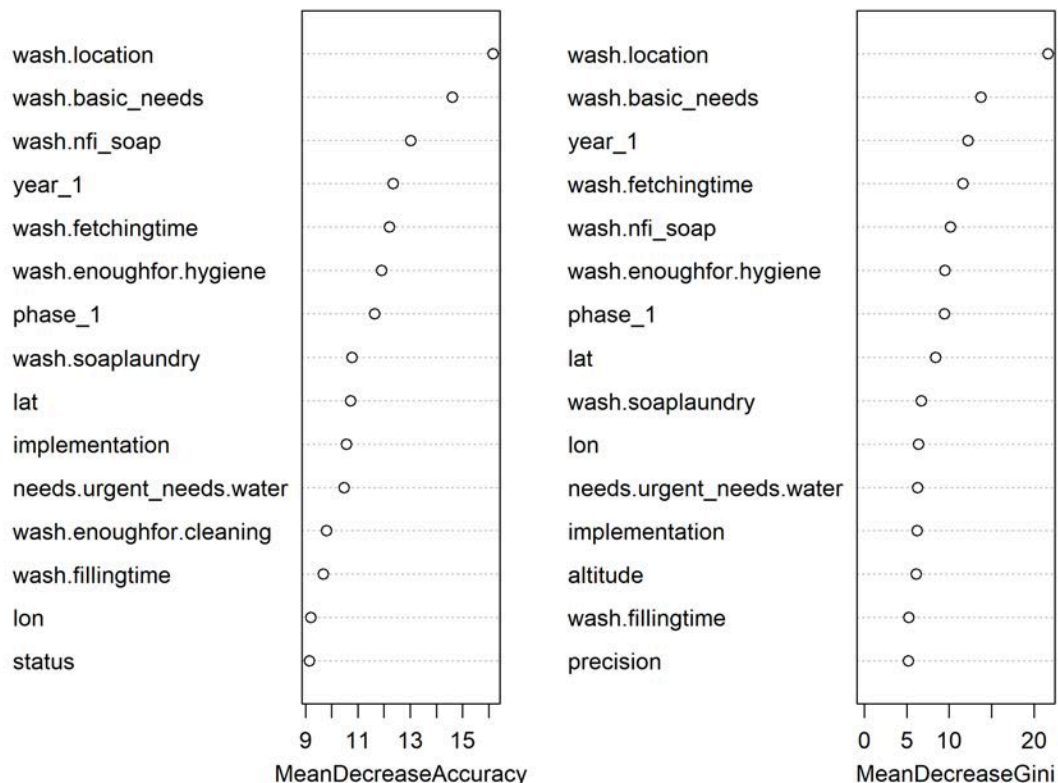 wash.location
wash.basic_needs
wash.nfi_soap
year_1
wash.fetchingtime
wash.enoughfor.hygiene
phase_1
wash.soaplaundry
lat
implementation
needs.urgent_needs.water
wash.enoughfor.cleaning
wash.fillingtime
lon
status
9 11 13 15
MeanDecreaseAccuracy
wash.location
wash.basic_needs
year_1
wash.fetchingtime
wash.nfi_soap
wash.enoughfor.hygiene
phase_1
lat
wash.soaplaundry
lon
needs.urgent_needs.water
implementation
altitude
wash.fillingtime
precision
0 5 10 20
MeanDecreaseGini